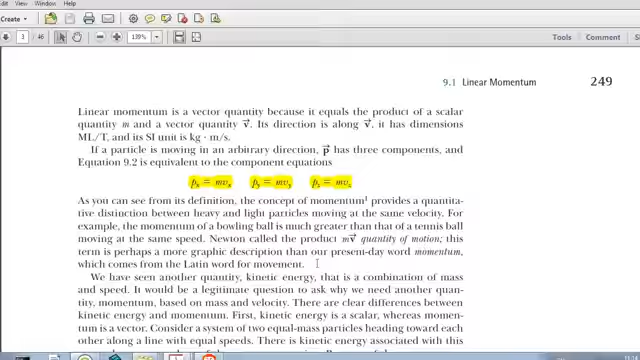 Create
3
/ 46
139%
Tools
Comment
9.1 Linear Momentum 249
Linear momentum is a vector quantity because it equals the product of a scalar
quantity m and a vector quantity v⃗. Its direction is along v⃗, it has dimensions
ML/T, and its SI unit is kg · m/s.
If a particle is moving in an arbitrary direction, p⃗ has three components, and
Equation 9.2 is equivalent to the component equations
pₓ = mvₓ p_y = mv_y p_z = mv_z
As you can see from its definition, the concept of momentum¹ provides a quantita-
tive distinction between heavy and light particles moving at the same velocity. For
example, the momentum of a bowling ball is much greater than that of a tennis ball
moving at the same speed. Newton called the product mv⃗ quantity of motion; this
term is perhaps a more graphic description than our present-day word momentum,
which comes from the Latin word for movement.
We have seen another quantity, kinetic energy, that is a combination of mass
and speed. It would be a legitimate question to ask why we need another quan-
tity, momentum, based on mass and velocity. There are clear differences between
kinetic energy and momentum. First, kinetic energy is a scalar, whereas momen-
tum is a vector. Consider a system of two equal-mass particles heading toward each
other along a line with equal speeds. There is kinetic energy associated with this